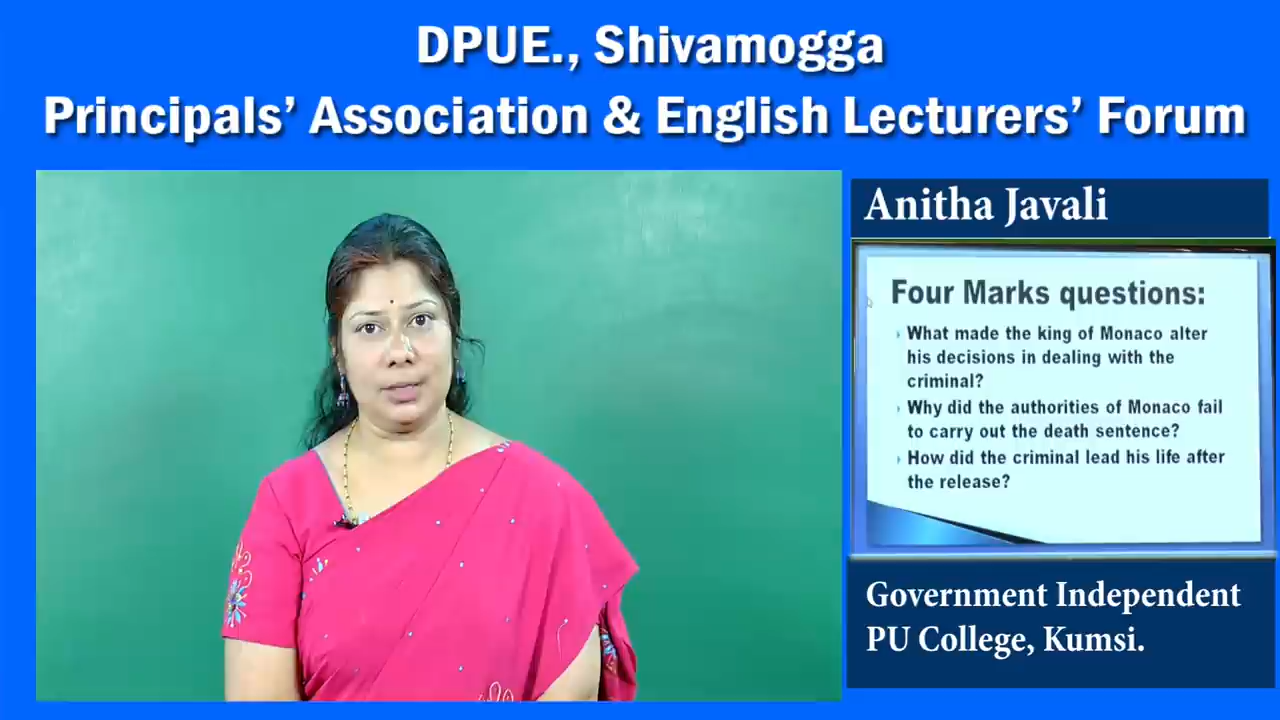 DPUE., Shivamogga
Principals’ Association & English Lecturers’ Forum
Anitha Javali
Four Marks questions:
What made the king of Monaco alter
his decisions in dealing with the
criminal?
Why did the authorities of Monaco fail
to carry out the death sentence?
How did the criminal lead his life after
the release?
Government Independent
PU College, Kumsi.